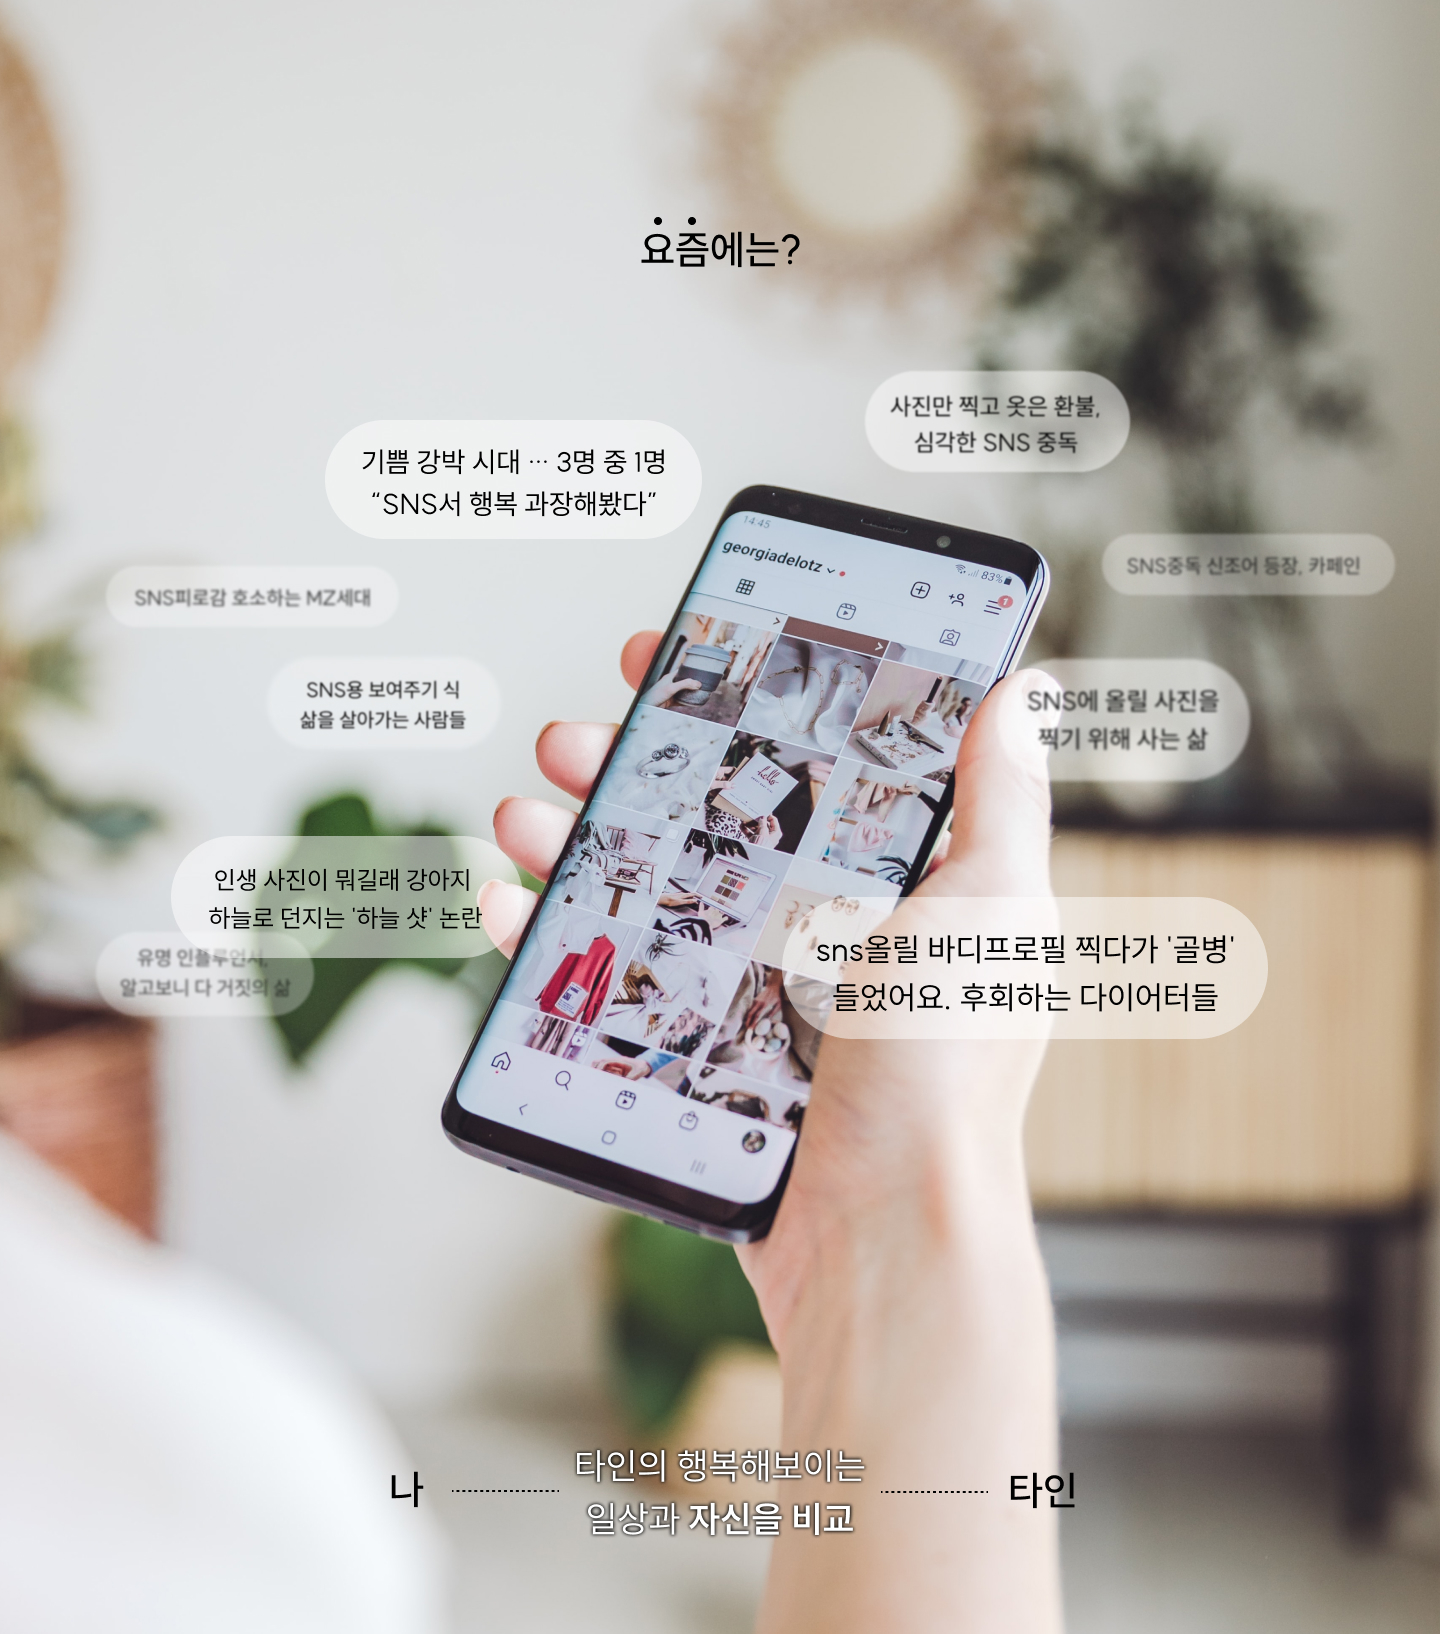 요즘에는?
사진만 찍고 옷은 환불,
심각한 SNS 중독
기쁨 강박 시대 … 3명 중 1명
“SNS서 행복 과장해봤다”
14:45
georgiadelotz
83%
1
SNS중독 신조어 등장, 카페인
SNS피로감 호소하는 MZ세대
SNS용 보여주기 식
삶을 살아가는 사람들
SNS에 올릴 사진을
찍기 위해 사는 삶
hello
인생 사진이 뭐길래 강아지
하늘로 던지는 '하늘 샷' 논란
유명 인플루언서,
알고보니 다 거짓의 삶
sns올릴 바디프로필 찍다가 '골병'
들었어요. 후회하는 다이어터들
나
타인의 행복해보이는
일상과 자신을 비교
타인